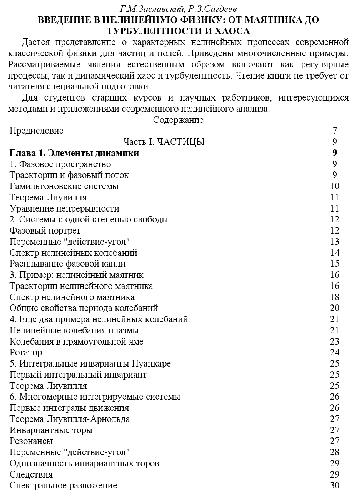 Г.М.Заславский, Р.З.Сагдеев
ВВЕДЕНИЕ В НЕЛИНЕЙНУЮ ФИЗИКУ: ОТ МАЯТНИКА ДО
ТУРБУЛЕНТНОСТИ И ХАОСА
Дается представление о характерных нелинейных процессах современной
классической физики для частиц и полей. Приведены многочисленные примеры.
Рассматриваемые явления естественным образом включают как регулярные
процессы, так и динамический хаос и турбулентность. Чтение книги не требует от
читателя специальной подготовки.
Для студентов старших курсов и научных работников, интересующихся
методами и приложениями современного нелинейного анализа.
Содержание
Предисловие 7
Часть I. ЧАСТИЦЫ 9
Глава 1. Элементы динамики 9
1. Фазовое пространство 9
Траектории и фазовый поток 9
Гамильтоновские системы 10
Теорема Лиувилля 11
Уравнение непрерывности 11
2. Системы с одной степенью свободы 12
Фазовый портрет 12
Переменные "действие-угол" 13
Спектр нелинейных колебаний 14
Расплывание фазовой капли 15
3. Пример: нелинейный маятник 16
Траектории нелинейного маятника 16
Спектр нелинейного маятника 18
Общие свойства периода колебаний 20
4. Еще два примера нелинейных колебаний 21
Нелинейные колебания плазмы 21
Колебания в прямоугольной яме 23
Ротатор 24
5. Интегральные инварианты Пуанкаре 25
Первый интегральный инвариант 25
Теорема Лиувилля 25
6. Многомерные интегрируемые системы 26
Первые интегралы движения 26
Теорема Лиувилля-Арнольда 27
Инвариантные торы 27
Резонансы 27
Переменные "действие-угол" 28
Однозначность инвариантных торов 29
Следствия 29
Спектральное разложение 30